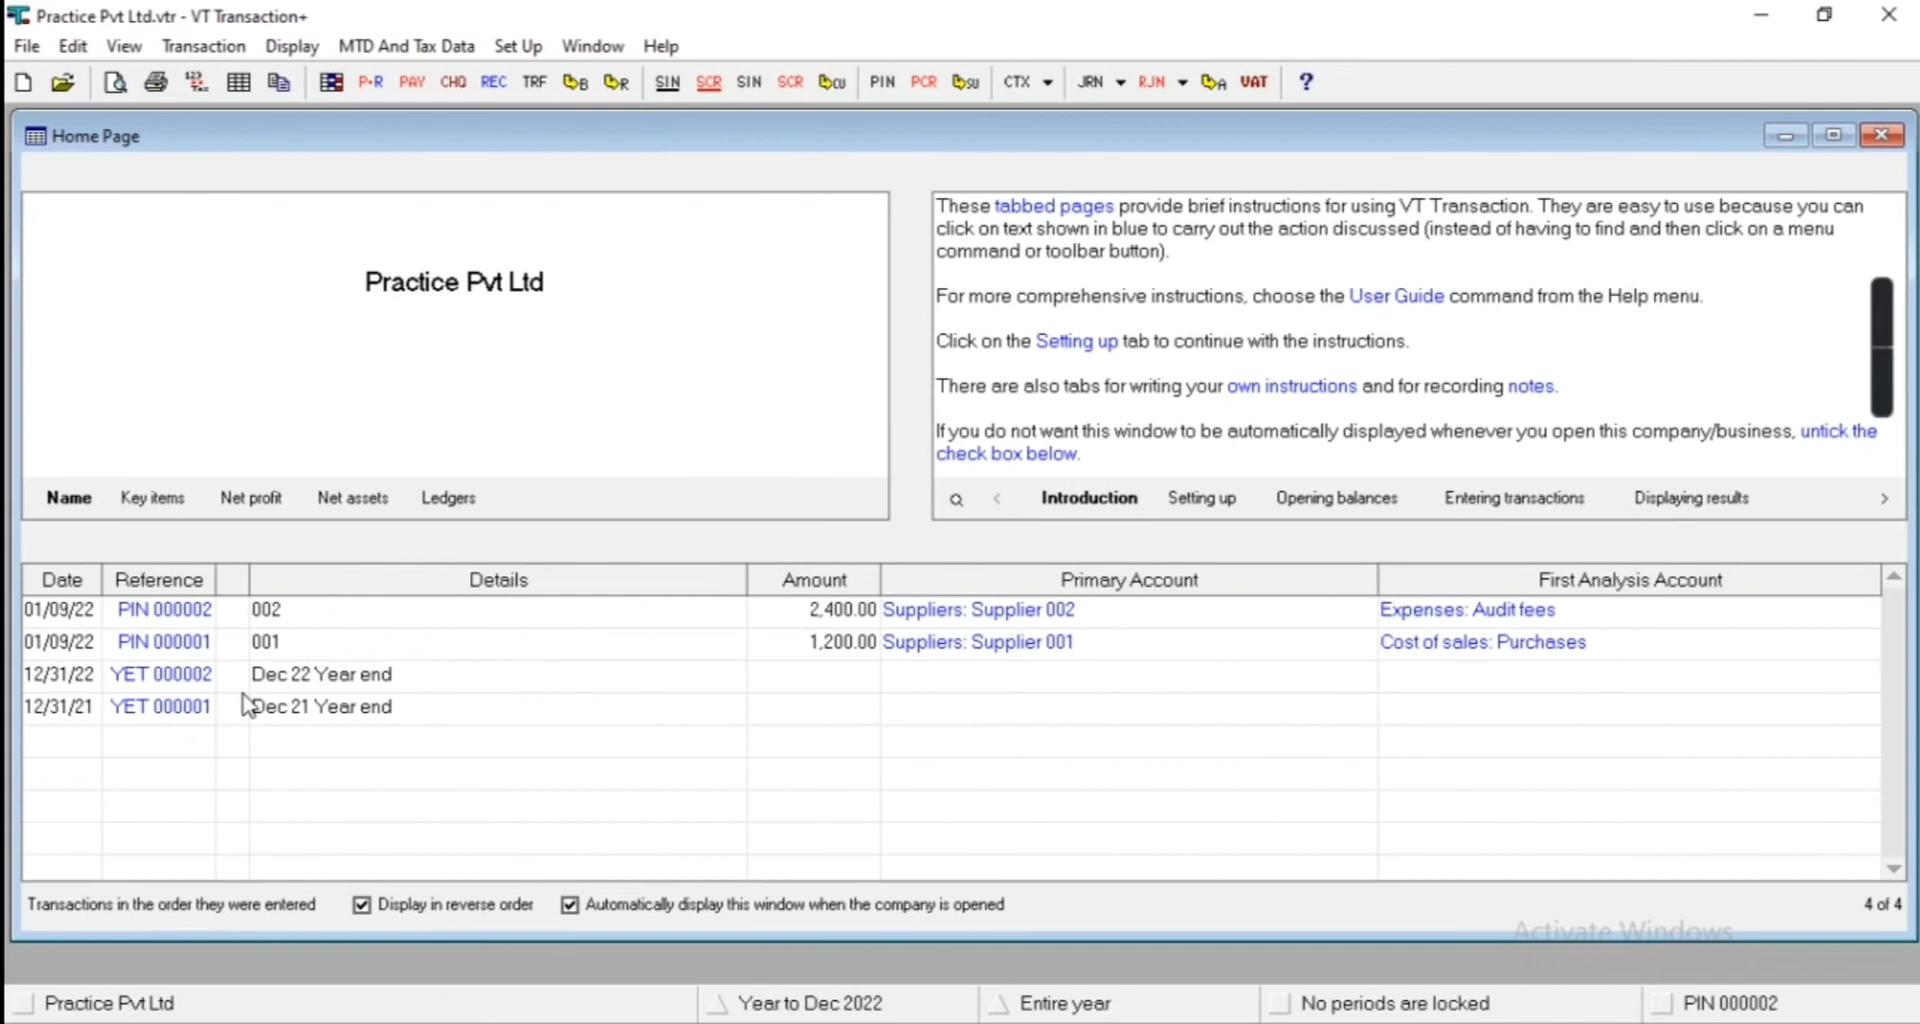 Practice Pvt Ltd.vtr - VT Transaction+
File Edit View Transaction Display MTD And Tax Data Set Up Window Help
P+R PAY CHQ REC TRF B R SIN SCR SIN SCR CU PIN PCR SU CTX JRN RJN A VAT ?
Home Page
Practice Pvt Ltd
Name Key items Net profit Net assets Ledgers
These tabbed pages provide brief instructions for using VT Transaction. They are easy to use because you can
click on text shown in blue to carry out the action discussed (instead of having to find and then click on a menu
command or toolbar button).
For more comprehensive instructions, choose the User Guide command from the Help menu.
Click on the Setting up tab to continue with the instructions.
There are also tabs for writing your own instructions and for recording notes.
If you do not want this window to be automatically displayed whenever you open this company/business, untick the
check box below.
Introduction Setting up Opening balances Entering transactions Displaying results
Date Reference Details Amount Primary Account First Analysis Account
01/09/22 PIN 000002 002 2,400.00 Suppliers: Supplier 002 Expenses: Audit fees
01/09/22 PIN 000001 001 1,200.00 Suppliers: Supplier 001 Cost of sales: Purchases
12/31/22 YET 000002 Dec 22 Year end
12/31/21 YET 000001 Dec 21 Year end
Transactions in the order they were entered Display in reverse order Automatically display this window when the company is opened 4 of 4
Activate Windows
Practice Pvt Ltd Year to Dec 2022 Entire year No periods are locked PIN 000002